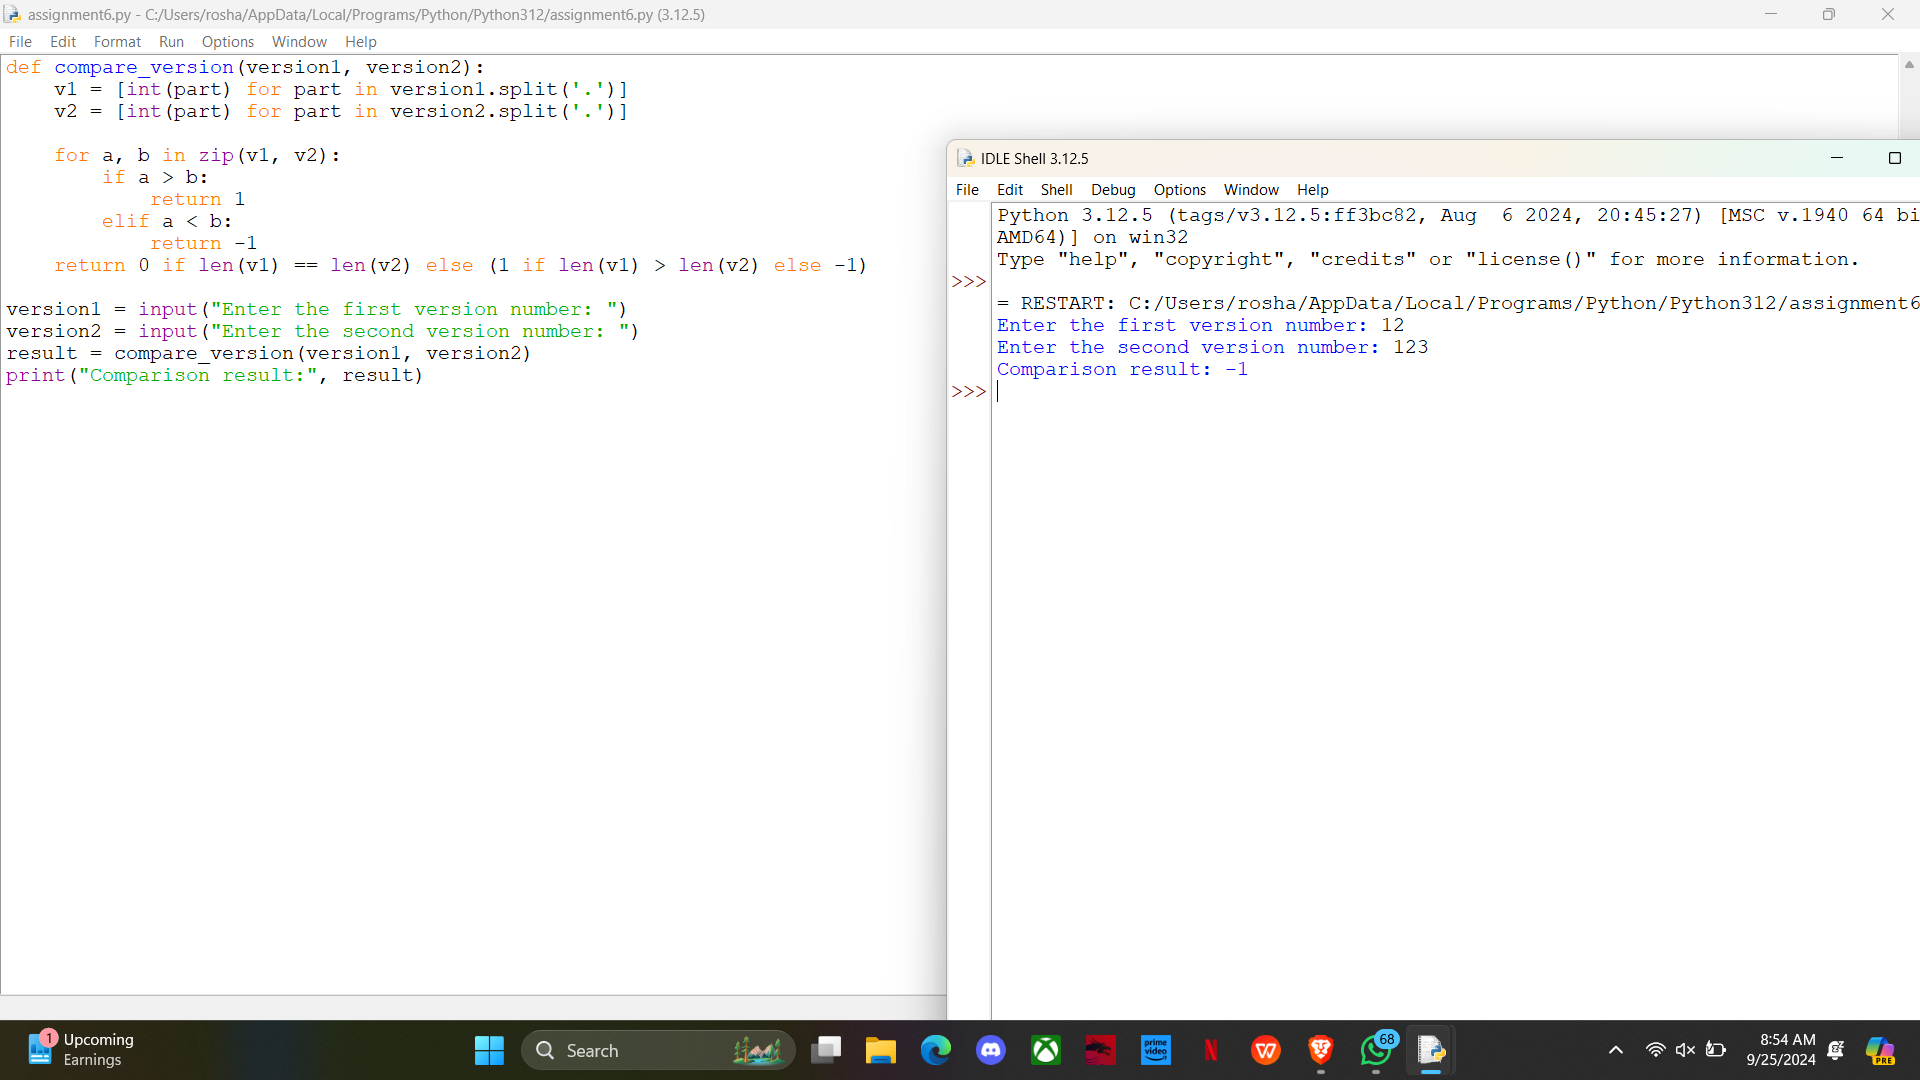 assignment6.py - C:/Users/rosha/AppData/Local/Programs/Python/Python312/assignment6.py (3.12.5)
File Edit Format Run Options Window Help
def compare_version(version1, version2):
    v1 = [int(part) for part in version1.split('.')]
    v2 = [int(part) for part in version2.split('.')]
    for a, b in zip(v1, v2):
        if a > b:
            return 1
        elif a < b:
            return -1
    return 0 if len(v1) == len(v2) else (1 if len(v1) > len(v2) else -1)
version1 = input("Enter the first version number: ")
version2 = input("Enter the second version number: ")
result = compare_version(version1, version2)
print("Comparison result:", result)
IDLE Shell 3.12.5
File Edit Shell Debug Options Window Help
Python 3.12.5 (tags/v3.12.5:ff3bc82, Aug  6 2024, 20:45:27) [MSC v.1940 64 bi
AMD64)] on win32
Type "help", "copyright", "credits" or "license()" for more information.
>>>
= RESTART: C:/Users/rosha/AppData/Local/Programs/Python/Python312/assignment6
Enter the first version number: 12
Enter the second version number: 123
Comparison result: -1
>>>
1
Upcoming
Earnings
Search
prime video
N
W
68
8:54 AM
9/25/2024
PRE